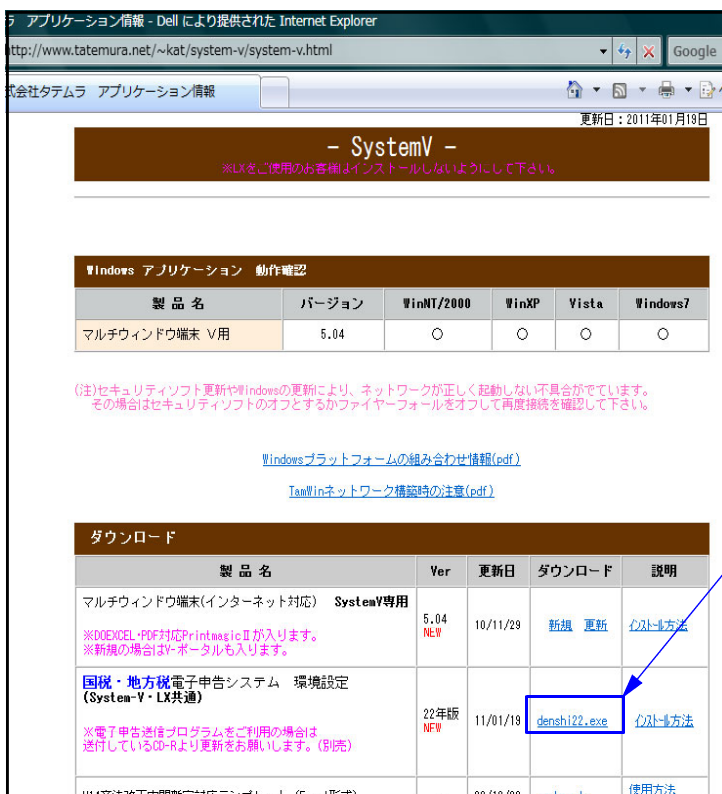 アプリケーション情報 - Dell により提供された Internet Explorer
http://www.tatemura.net/~kat/system-v/system-v.html
Google
式会社タテムラ アプリケーション情報
更新日：2011年01月19日
- SystemV -
※LXをご使用のお客様はインストールしないようにして下さい。
Windows アプリケーション 動作確認
製品名 バージョン WinNT/2000 WinXP Vista Windows7
マルチウィンドウ端末 V用 5.04 ○ ○ ○ ○
(注)セキュリティソフト更新やWindowsの更新により、ネットワークが正しく起動しない不具合がでています。
その場合はセキュリティソフトのオフとするかファイヤーフォールをオフして再度接続を確認して下さい。
Windowsプラットフォームの組み合わせ情報(pdf)
TamWinネットワーク構築時の注意(pdf)
ダウンロード
製品名 Ver 更新日 ダウンロード 説明
マルチウィンドウ端末(インターネット対応) SystemV専用
※DOEXCEL・PDF対応PrintmagicⅡが入ります。
※新規の場合はV-ポータルも入ります。
5.04
NEW
10/11/29 新規 更新 インストール方法
国税・地方税電子申告システム 環境設定
(System-V・LX共通)
※電子申告送信プログラムをご利用の場合は
送付しているCD-Rより更新をお願いします。(別売)
22年版
NEW
11/01/19 denshi22.exe インストール方法
使用方法